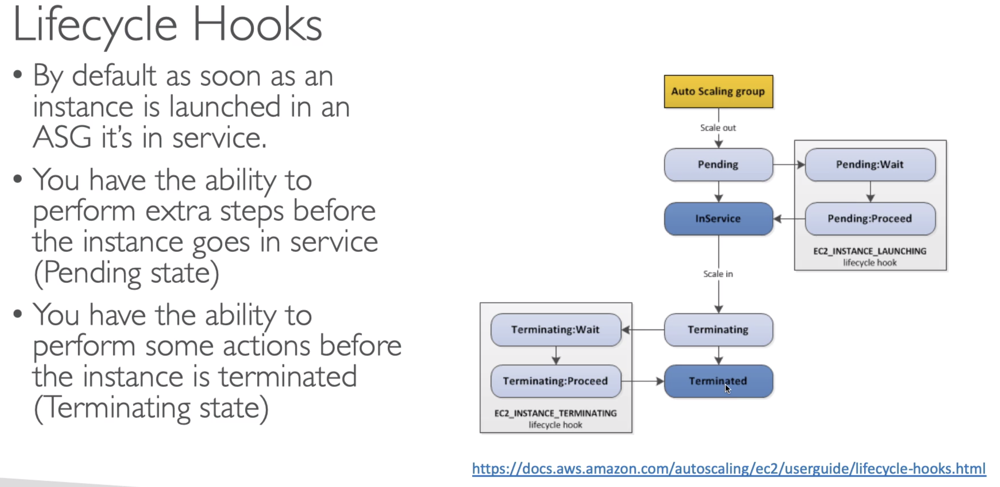 Lifecycle Hooks
• By default as soon as an
instance is launched in an
ASG it’s in service.
• You have the ability to
perform extra steps before
the instance goes in service
(Pending state)
• You have the ability to
perform some actions before
the instance is terminated
(Terminating state)
Auto Scaling group
Scale out
Pending
Pending:Wait
InService
Pending:Proceed
EC2_INSTANCE_LAUNCHING
lifecycle hook
Scale in
Terminating:Wait
Terminating
Terminating:Proceed
Terminated
EC2_INSTANCE_TERMINATING
lifecycle hook
https://docs.aws.amazon.com/autoscaling/ec2/userguide/lifecycle-hooks.html